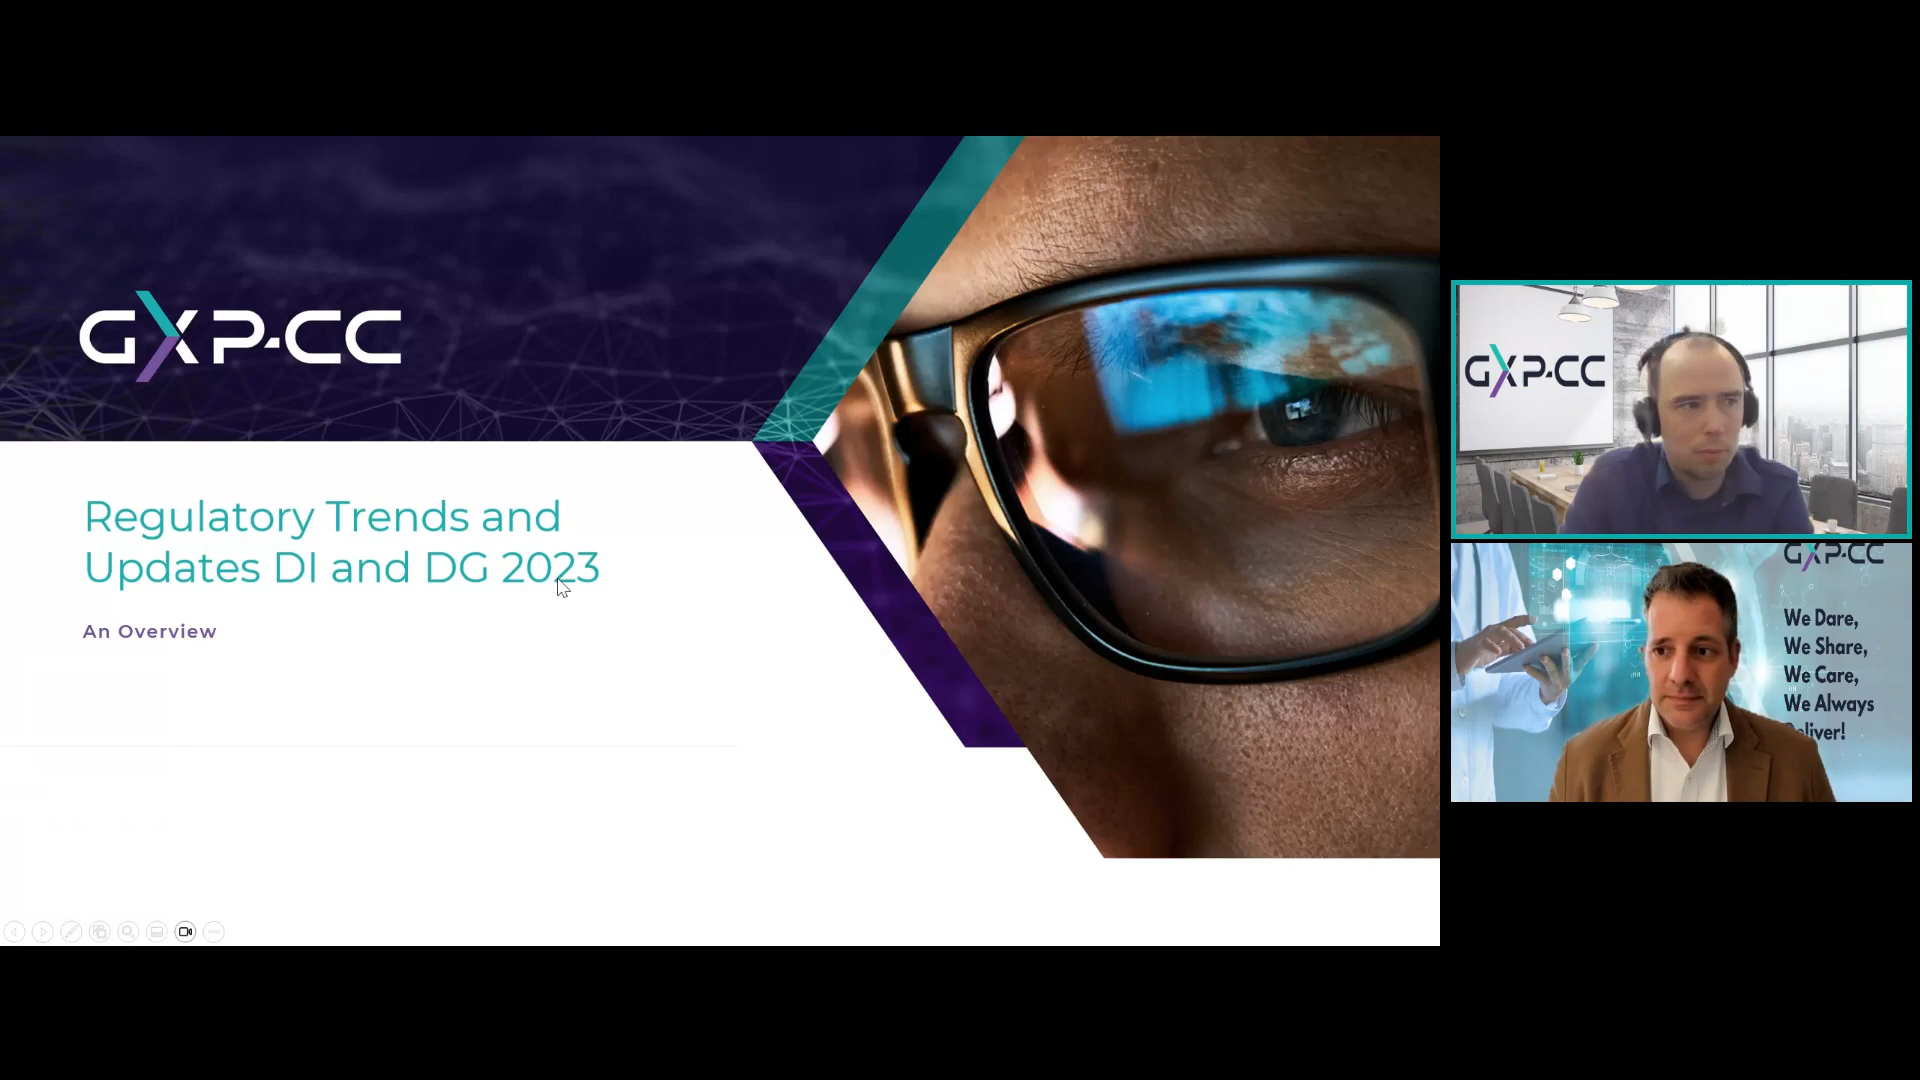 GXP-CC
Regulatory Trends and
Updates DI and DG 2023
An Overview
GXP-CC
GXP-CC
We Dare,
We Share,
We Care,
We Always